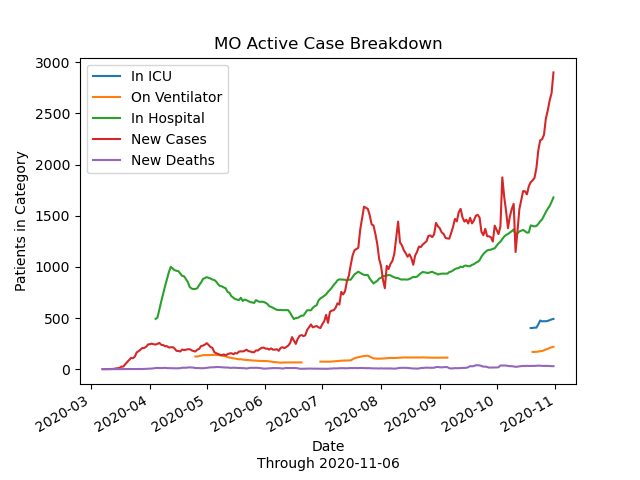 MO Active Case Breakdown
In ICU
On Ventilator
In Hospital
New Cases
New Deaths
Patients in Category
3000
2500
2000
1500
1000
500
0
2020-03
2020-04
2020-05
2020-06
2020-07
2020-08
2020-09
2020-10
2020-11
Date
Through 2020-11-06